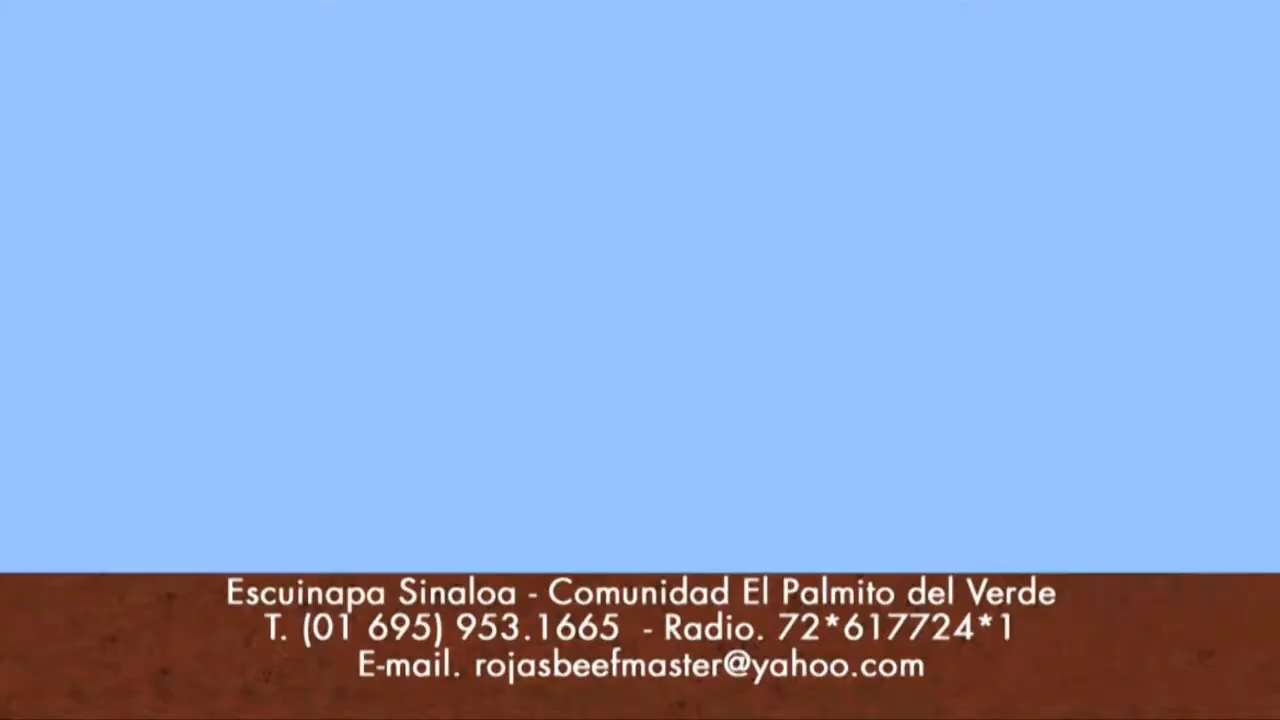 Escuinapa Sinaloa - Comunidad El Palmito del Verde
T. (01 695) 953.1665 - Radio. 72*617724*1
E-mail. rojasbeefmaster@yahoo.com